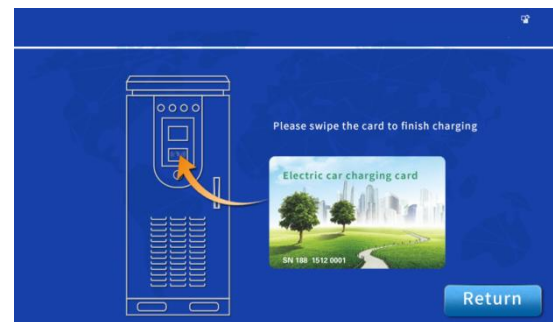 Please swipe the card to finish charging
Electric car charging card
SN 188 1512 0001
Return